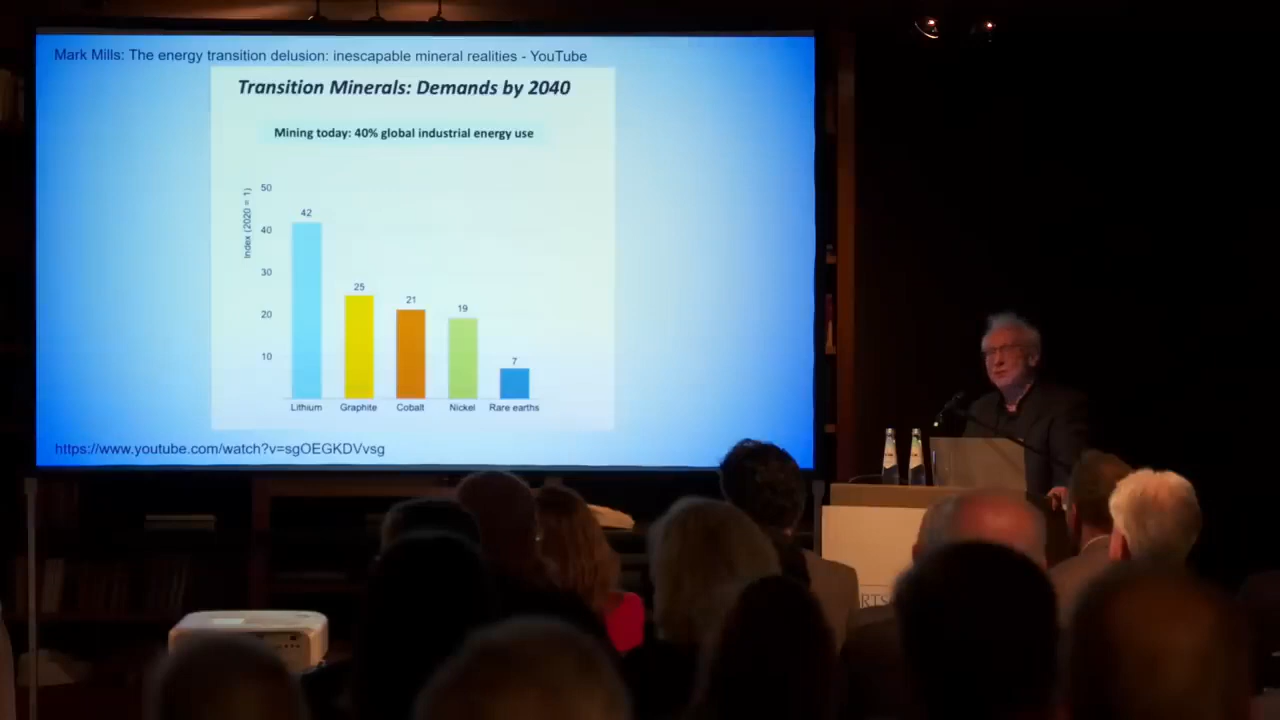 Mark Mills: The energy transition delusion: inescapable mineral realities - YouTube
Transition Minerals: Demands by 2040
Mining today: 40% global industrial energy use
Index (2020 = 1)
50
40
30
20
10
42
25
21
19
7
Lithium
Graphite
Cobalt
Nickel
Rare earths
https://www.youtube.com/watch?v=sgOEGKDVvsg